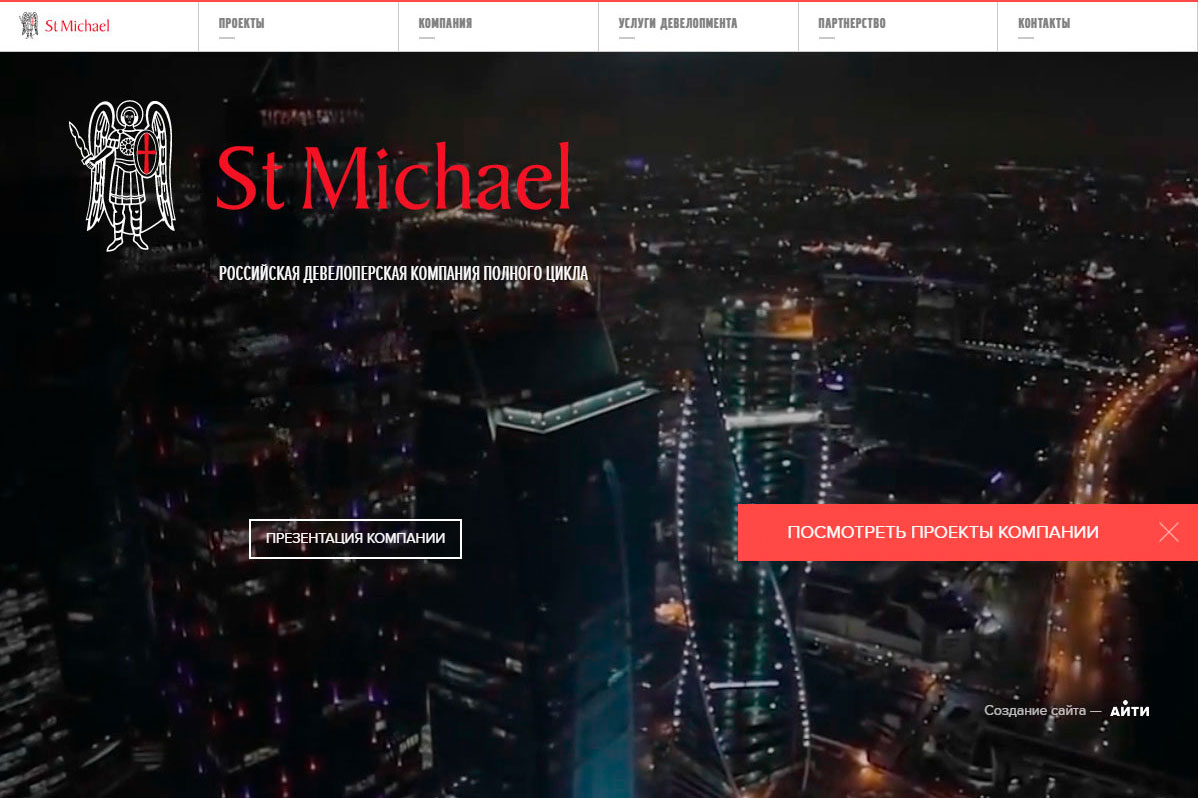 St Michael
ПРОЕКТЫ
КОМПАНИЯ
УСЛУГИ ДЕВЕЛОПМЕНТА
ПАРТНЕРСТВО
КОНТАКТЫ
St Michael
РОССИЙСКАЯ ДЕВЕЛОПЕРСКАЯ КОМПАНИЯ ПОЛНОГО ЦИКЛА
ПРЕЗЕНТАЦИЯ КОМПАНИИ
ПОСМОТРЕТЬ ПРОЕКТЫ КОМПАНИИ
Создание сайта — АЙТИ